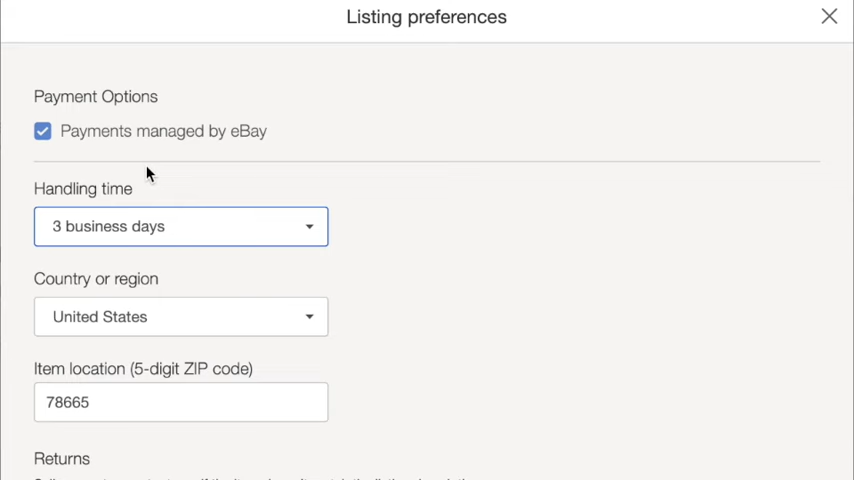 Listing preferences
Payment Options
Payments managed by eBay
Handling time
3 business days
Country or region
United States
Item location (5-digit ZIP code)
78665
Returns